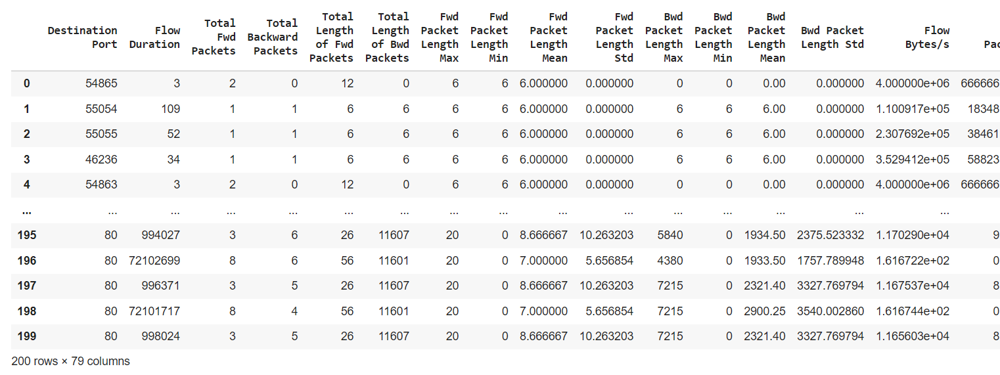 Destination Port Flow Duration Total Fwd Packets Total Backward Packets Total Length of Fwd Packets Total Length of Bwd Packets Fwd Packet Length Max Fwd Packet Length Min Fwd Packet Length Mean Fwd Packet Length Std Bwd Packet Length Max Bwd Packet Length Min Bwd Packet Length Mean Bwd Packet Length Std Flow Bytes/s Pac
0 54865 3 2 0 12 0 6 6 6.000000 0.000000 0 0 0.00 0.000000 4.000000e+06 666666
1 55054 109 1 1 6 6 6 6 6.000000 0.000000 6 6 6.00 0.000000 1.100917e+05 18348
2 55055 52 1 1 6 6 6 6 6.000000 0.000000 6 6 6.00 0.000000 2.307692e+05 38461
3 46236 34 1 1 6 6 6 6 6.000000 0.000000 6 6 6.00 0.000000 3.529412e+05 58823
4 54863 3 2 0 12 0 6 6 6.000000 0.000000 0 0 0.00 0.000000 4.000000e+06 666666
... ... ... ... ... ... ... ... ... ... ... ... ... ... ... ...
195 80 994027 3 6 26 11607 20 0 8.666667 10.263203 5840 0 1934.50 2375.523332 1.170290e+04 9
196 80 72102699 8 6 56 11601 20 0 7.000000 5.656854 4380 0 1933.50 1757.789948 1.616722e+02 0
197 80 996371 3 5 26 11607 20 0 8.666667 10.263203 7215 0 2321.40 3327.769794 1.167537e+04 8
198 80 72101717 8 4 56 11601 20 0 7.000000 5.656854 7215 0 2900.25 3540.002860 1.616744e+02 0
199 80 998024 3 5 26 11607 20 0 8.666667 10.263203 7215 0 2321.40 3327.769794 1.165603e+04 8
200 rows × 79 columns